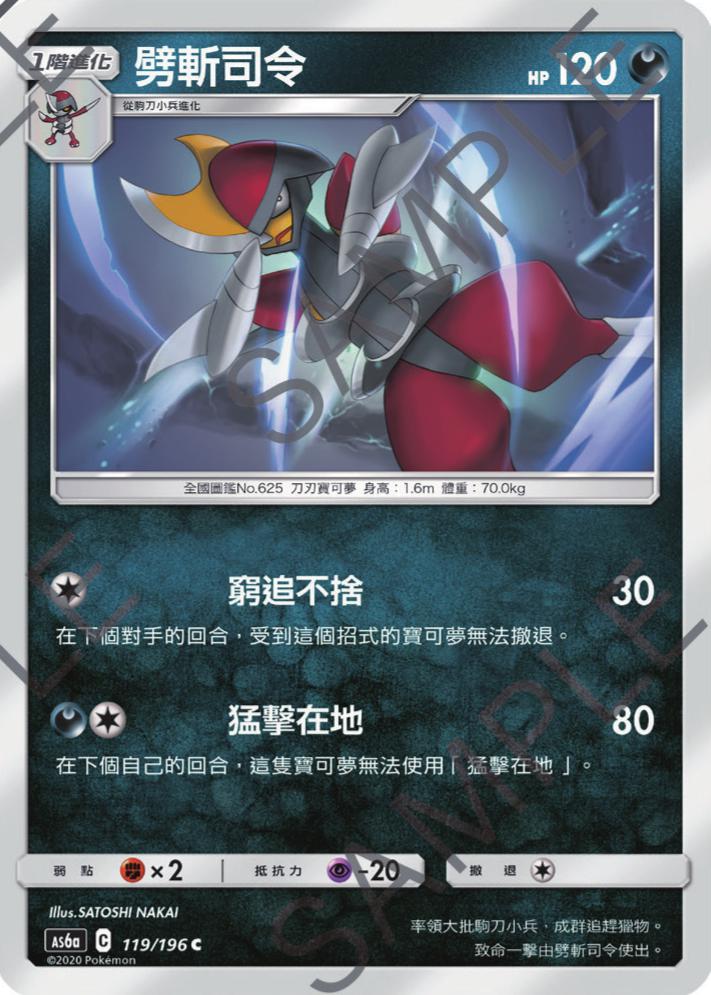 1階進化 劈斬司令 HP 120
從駒刀小兵進化
全國圖鑑No.625 刀刃寶可夢 身高：1.6m 體重：70.0kg
窮追不捨 30
在下個對手的回合，受到這個招式的寶可夢無法撤退。
猛擊在地 80
在下個自己的回合，這隻寶可夢無法使用「猛擊在地」。
弱點 ×2 抵抗力 -20 撤退
Illus.SATOSHI NAKAI
AS6a C 119/196 C
©2020 Pokémon
率領大批駒刀小兵、成群追趕獵物。
致命一擊由劈斬司令使出。
SAMPLE
SAMPLE
SAMPLE
SAMPLE